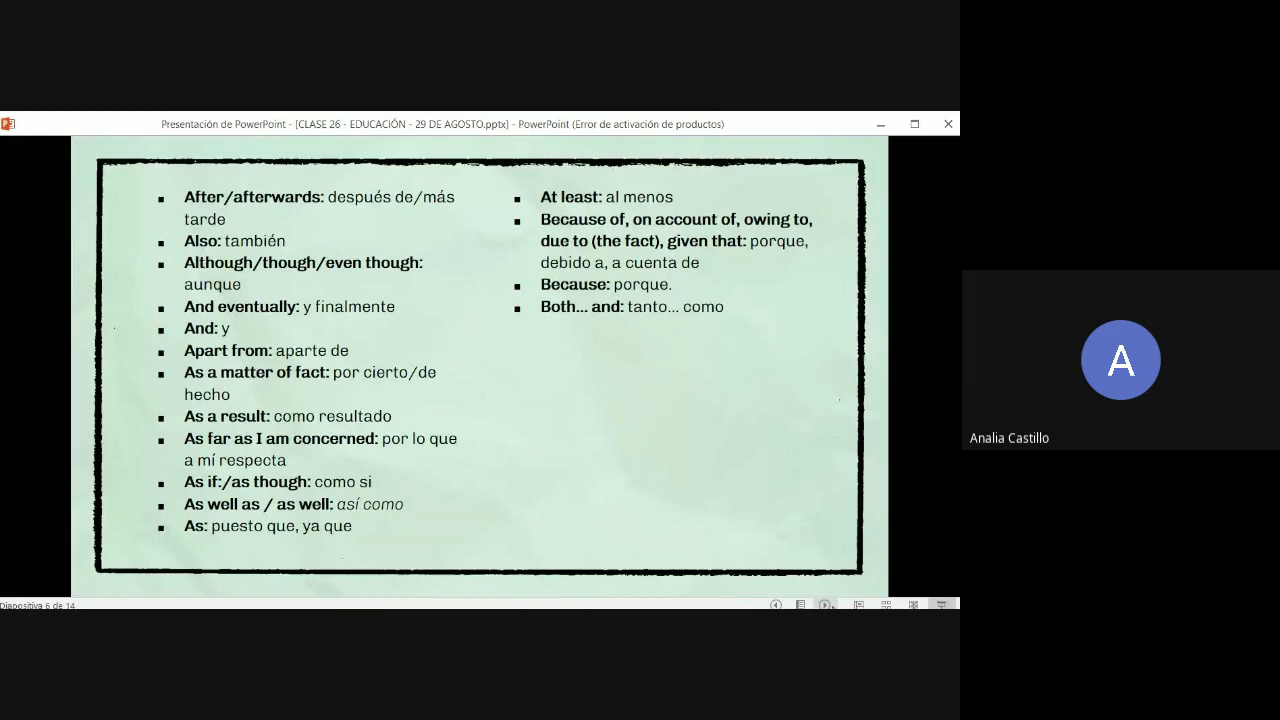 Presentación de PowerPoint - [CLASE 26 - EDUCACIÓN - 29 DE AGOSTO.pptx] - PowerPoint (Error de activación de productos)
After/afterwards: después de/más
tarde
Also: también
Although/though/even though:
aunque
And eventually: y finalmente
And: y
Apart from: aparte de
As a matter of fact: por cierto/de
hecho
As a result: como resultado
As far as I am concerned: por lo que
a mí respecta
As if:/as though: como si
As well as / as well: así como
As: puesto que, ya que
At least: al menos
Because of, on account of, owing to,
due to (the fact), given that: porque,
debido a, a cuenta de
Because: porque.
Both... and: tanto... como
Diapositiva 6 de 14
A
Analia Castillo